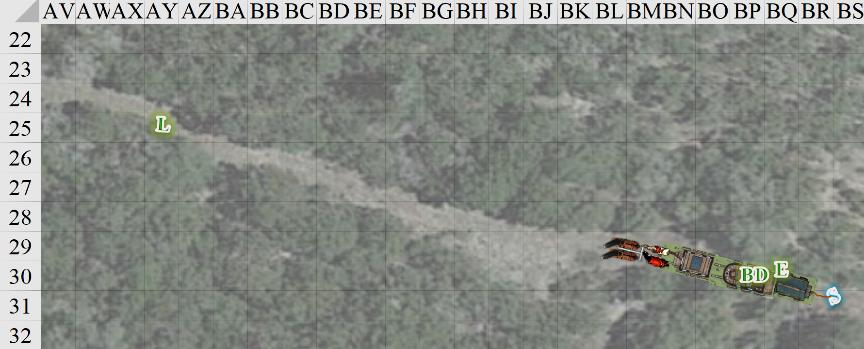 AV AW AX AY AZ BA BB BC BD BE BF BG BH BI BJ BK BL BM BN BO BP BQ BR BS
22
23
24
L
25
26
27
28
29
30 BD E
31 S
32